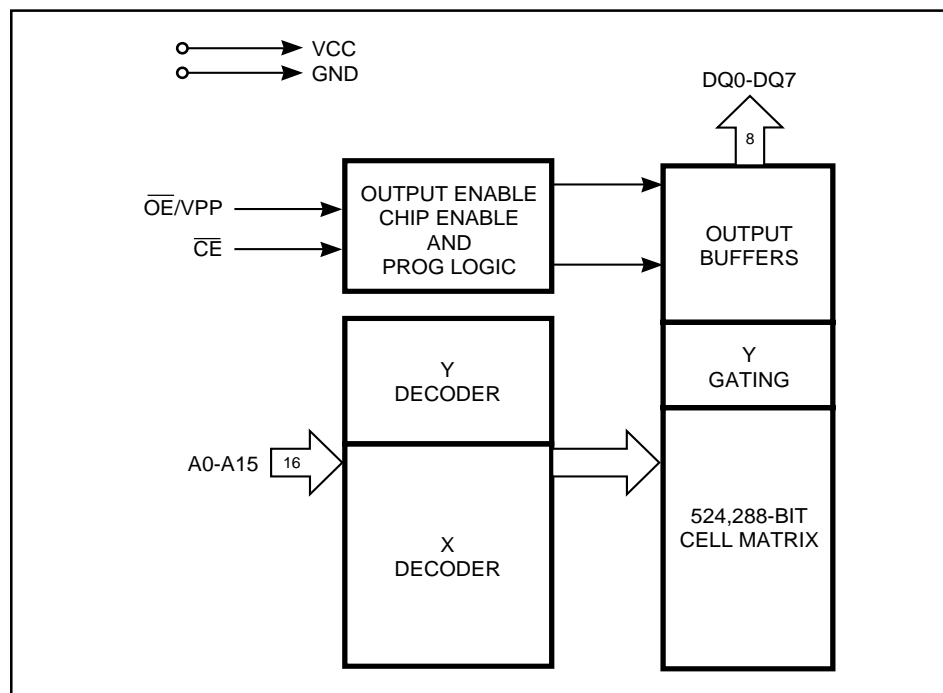 VCC
GND
DQ0-DQ7
8
OE/VPP
CE
OUTPUT ENABLE
CHIP ENABLE
AND
PROG LOGIC
OUTPUT
BUFFERS
Y
DECODER
Y
GATING
A0-A15
16
X
DECODER
524,288-BIT
CELL MATRIX